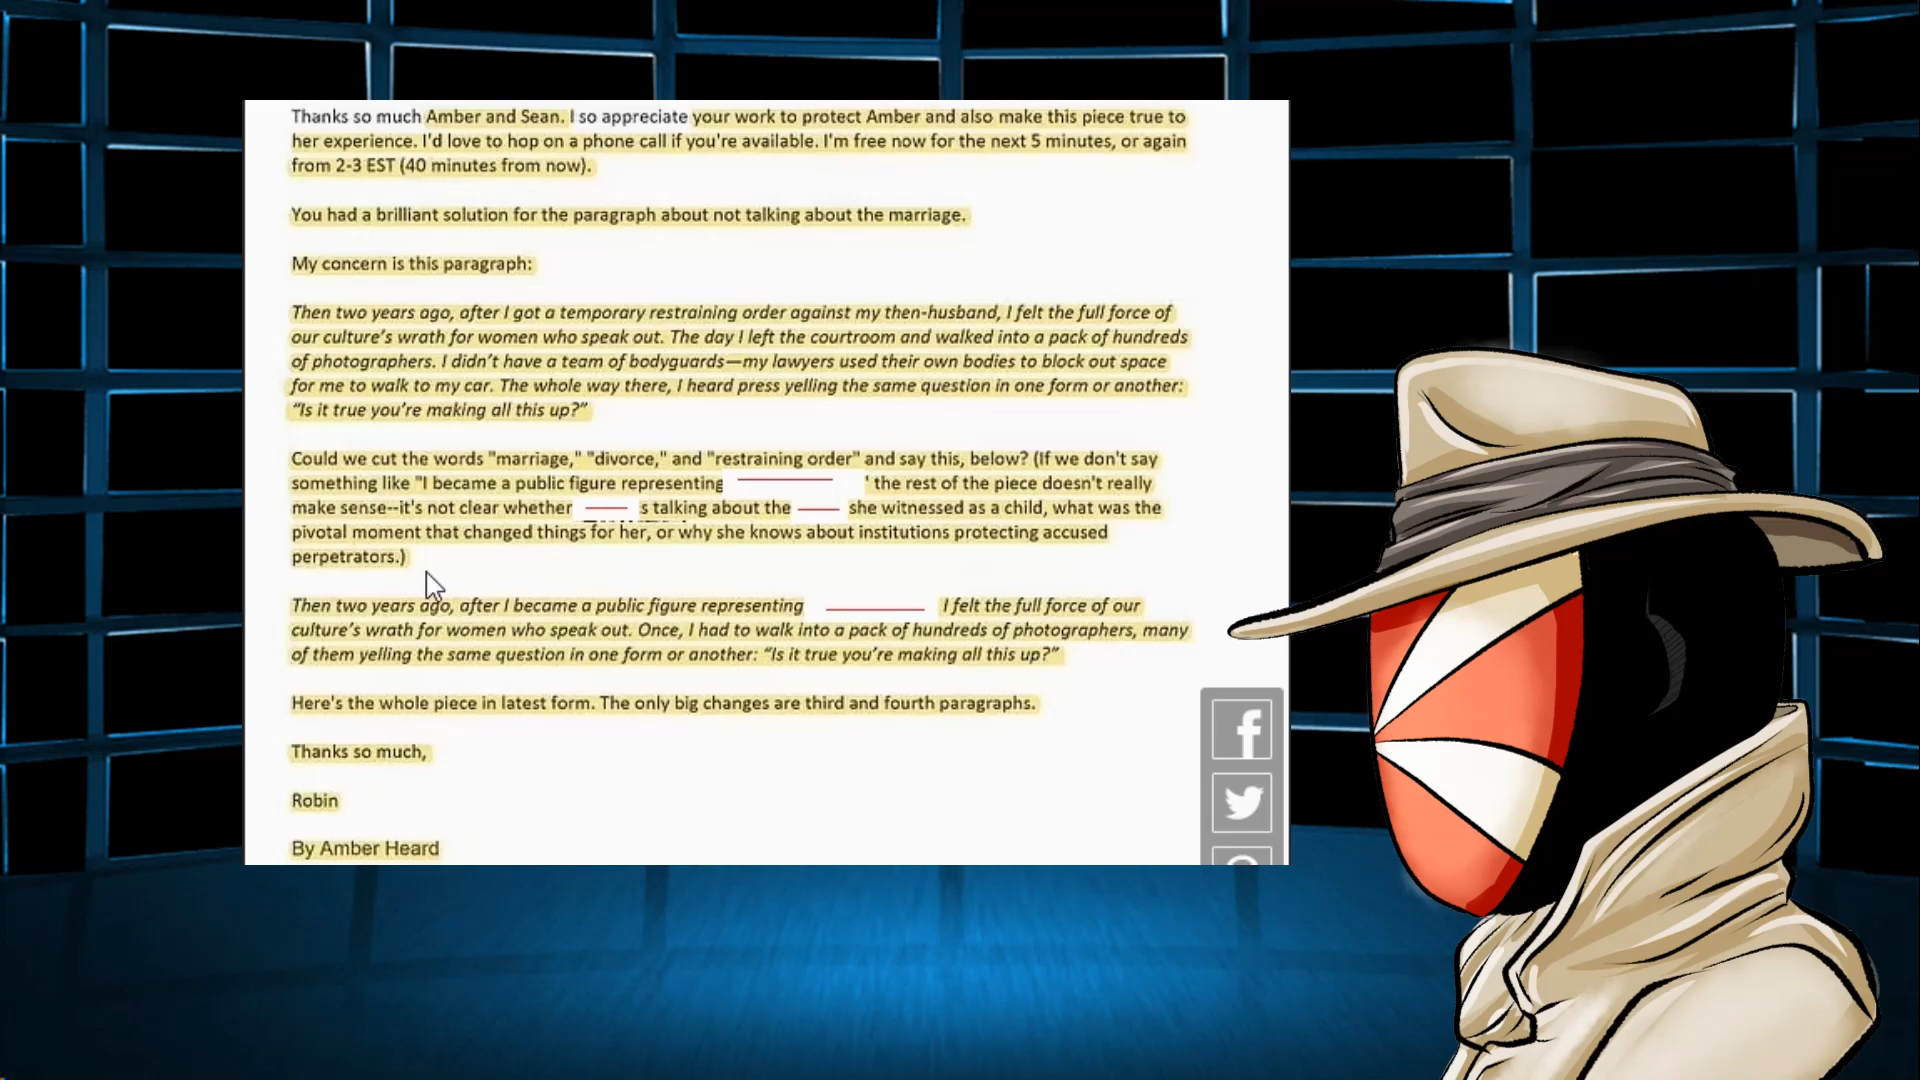 Thanks so much Amber and Sean. I so appreciate your work to protect Amber and also make this piece true to
her experience. I'd love to hop on a phone call if you're available. I'm free now for the next 5 minutes, or again
from 2-3 EST (40 minutes from now).
You had a brilliant solution for the paragraph about not talking about the marriage.
My concern is this paragraph:
Then two years ago, after I got a temporary restraining order against my then-husband, I felt the full force of
our culture's wrath for women who speak out. The day I left the courtroom and walked into a pack of hundreds
of photographers. I didn't have a team of bodyguards—my lawyers used their own bodies to block out space
for me to walk to my car. The whole way there, I heard press yelling the same question in one form or another:
"Is it true you're making all this up?"
Could we cut the words "marriage," "divorce," and "restraining order" and say this, below? (If we don't say
something like "I became a public figure representing ' the rest of the piece doesn't really
make sense--it's not clear whether s talking about the she witnessed as a child, what was the
pivotal moment that changed things for her, or why she knows about institutions protecting accused
perpetrators.)
Then two years ago, after I became a public figure representing I felt the full force of our
culture's wrath for women who speak out. Once, I had to walk into a pack of hundreds of photographers, many
of them yelling the same question in one form or another: "Is it true you're making all this up?"
Here's the whole piece in latest form. The only big changes are third and fourth paragraphs.
Thanks so much,
Robin
By Amber Heard